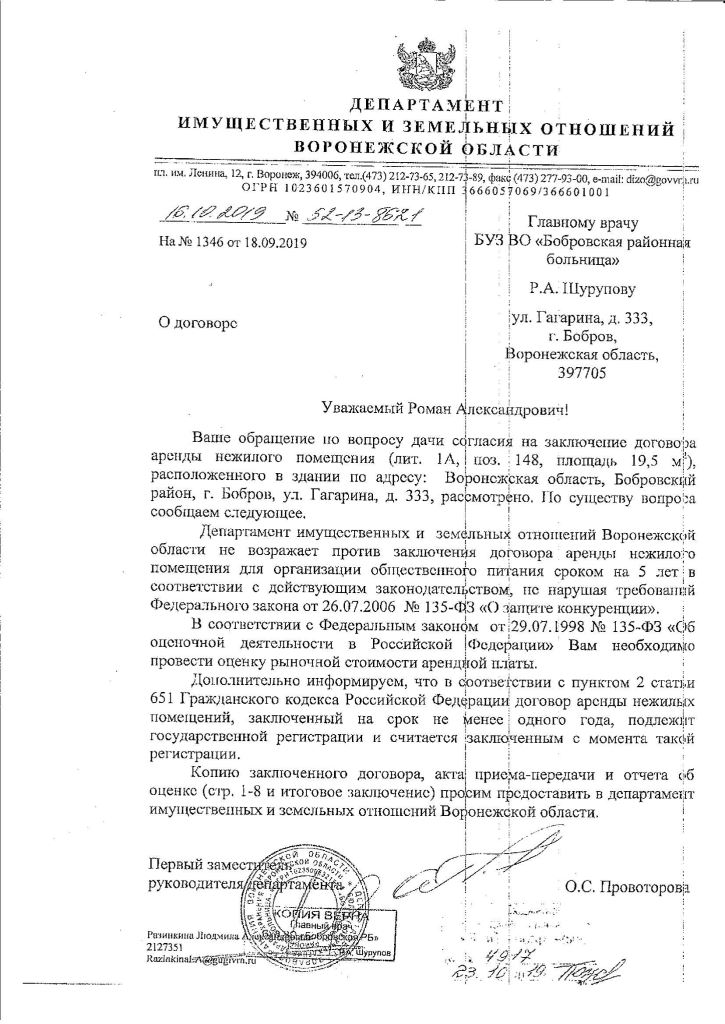 ДЕПАРТАМЕНТ
ИМУЩЕСТВЕННЫХ И ЗЕМЕЛЬНЫХ ОТНОШЕНИЙ
ВОРОНЕЖСКОЙ ОБЛАСТИ
пл. им. Ленина, 12, г. Воронеж, 394006, тел.(473) 212-73-65, 212-73-89, факс (473) 277-93-00, e-mail: dizo@govvrn.ru
ОГРН 1023601570904, ИНН/КПП 3666057069/366601001
16.10.2019 № 52-13-8621
На № 1346 от 18.09.2019
Главному врачу
БУЗ ВО «Бобровская районная
больница»
Р.А. Шурупову
О договоре
ул. Гагарина, д. 333,
г. Бобров,
Воронежская область,
397705
Уважаемый Роман Александрович!
Ваше обращение по вопросу дачи согласия на заключение договора
аренды нежилого помещения (лит. 1А, поз. 148, площадь 19,5 м²),
расположенного в здании по адресу: Воронежская область, Бобровский
район, г. Бобров, ул. Гагарина, д. 333, рассмотрено. По существу вопроса
сообщаем следующее.
Департамент имущественных и земельных отношений Воронежской
области не возражает против заключения договора аренды нежилого
помещения для организации общественного питания сроком на 5 лет в
соответствии с действующим законодательством, не нарушая требований
Федерального закона от 26.07.2006 № 135-ФЗ «О защите конкуренции».
В соответствии с Федеральным законом от 29.07.1998 № 135-ФЗ «Об
оценочной деятельности в Российской Федерации» Вам необходимо
провести оценку рыночной стоимости арендной платы.
Дополнительно информируем, что в соответствии с пунктом 2 статьи
651 Гражданского кодекса Российской Федерации договор аренды нежилых
помещений, заключенный на срок не менее одного года, подлежит
государственной регистрации и считается заключенным с момента такой
регистрации.
Копию заключенного договора, акта приема-передачи и отчета об
оценке (стр. 1-8 и итоговое заключение) просим предоставить в департамент
имущественных и земельных отношений Воронежской области.
Первый заместитель
руководителя департамента
О.С. Провоторова
КОПИЯ ВЕРНА
Главный врач
БУЗ ВО «Бобровская РБ»
Р.А. Шурупов
Разинкина Людмила
2127351
4917
23.10.19